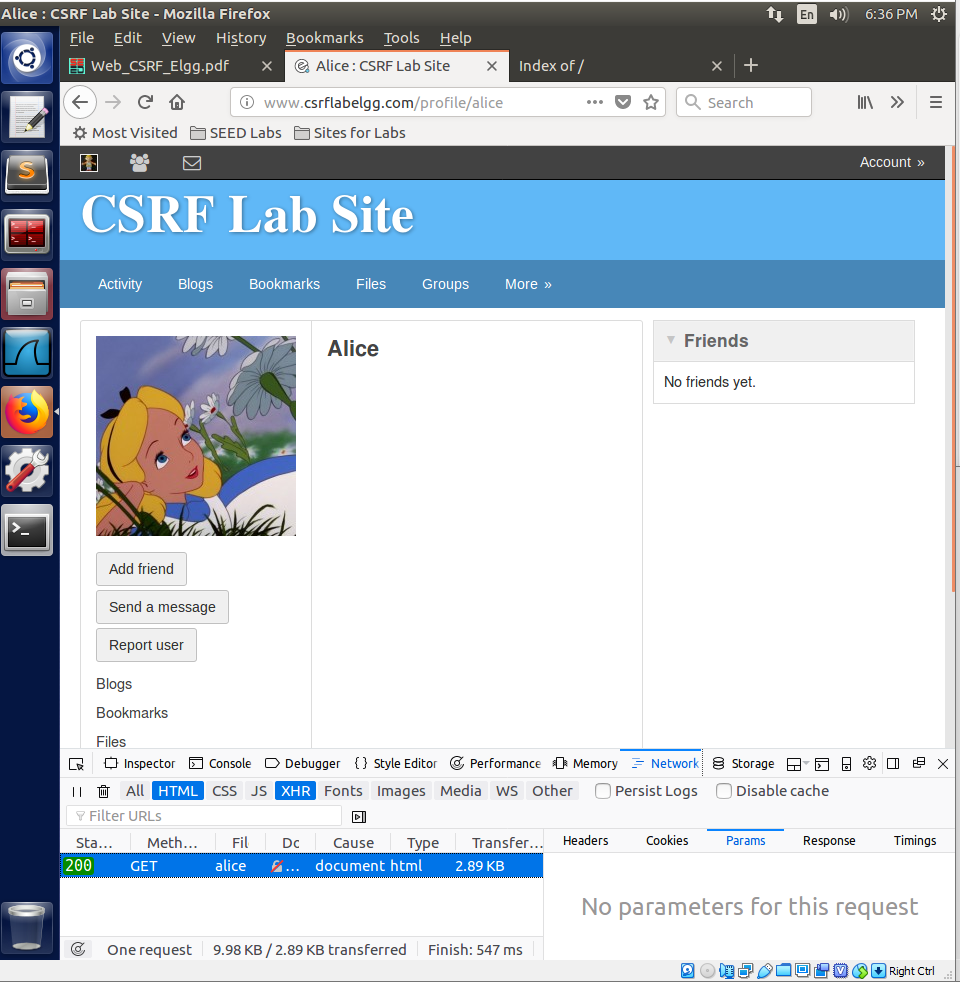 Alice : CSRF Lab Site - Mozilla Firefox
En
6:36 PM
File Edit View History Bookmarks Tools Help
Web_CSRF_Elgg.pdf
Alice : CSRF Lab Site
Index of /
www.csrflabelgg.com/profile/alice
Search
Most Visited SEED Labs Sites for Labs
Account »
CSRF Lab Site
Activity Blogs Bookmarks Files Groups More »
Alice
Friends
No friends yet.
Add friend
Send a message
Report user
Blogs
Bookmarks
Files
Inspector Console Debugger Style Editor Performance Memory Network Storage
All HTML CSS JS XHR Fonts Images Media WS Other Persist Logs Disable cache
Filter URLs
Sta... Meth... Fil Dc Cause Type Transfer... Headers Cookies Params Response Timings
200 GET alice ... document html 2.89 KB
No parameters for this request
One request 9.98 KB / 2.89 KB transferred Finish: 547 ms
Right Ctrl